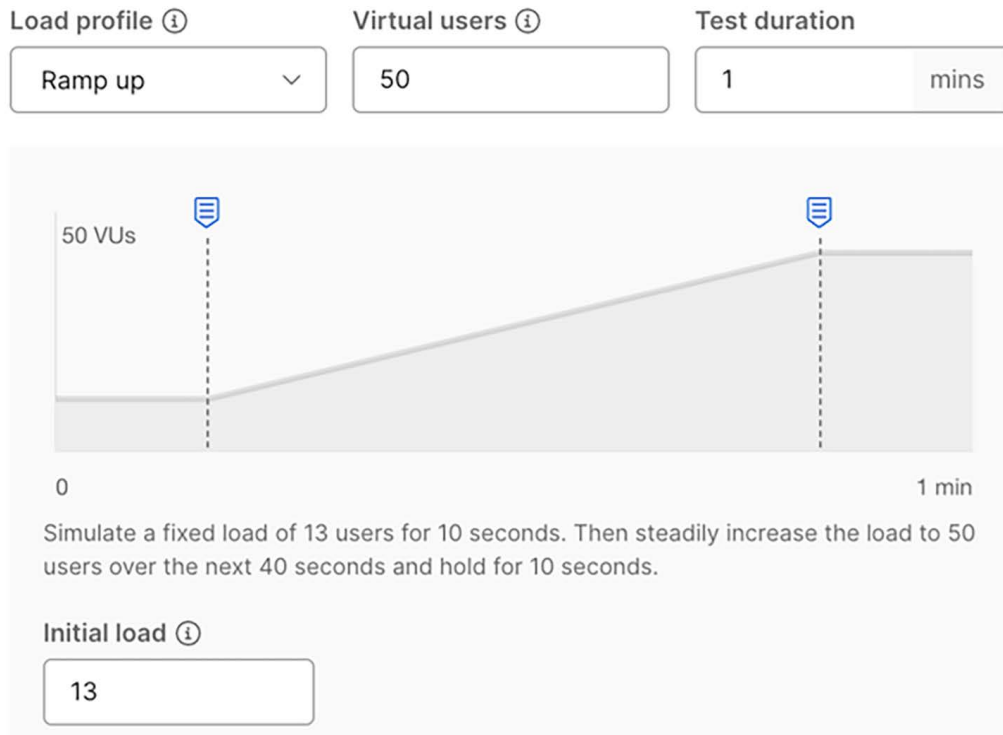 Load profile
Virtual users
Test duration
Ramp up
50
1
mins
50 VUs
0
1 min
Simulate a fixed load of 13 users for 10 seconds. Then steadily increase the load to 50
users over the next 40 seconds and hold for 10 seconds.
Initial load
13